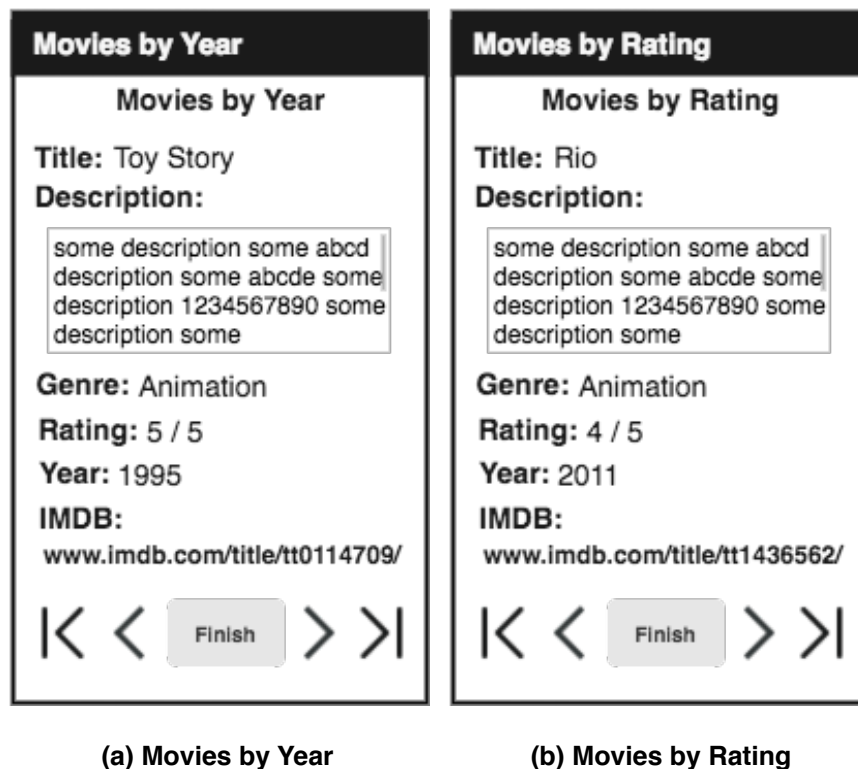 Movies by Year
Movies by Year
Title: Toy Story
Description:
some description some abcd
description some abcde some
description 1234567890 some
description some
Genre: Animation
Rating: 5 / 5
Year: 1995
IMDB:
www.imdb.com/title/tt0114709/
Finish
(a) Movies by Year
Movies by Rating
Movies by Rating
Title: Rio
Description:
some description some abcd
description some abcde some
description 1234567890 some
description some
Genre: Animation
Rating: 4 / 5
Year: 2011
IMDB:
www.imdb.com/title/tt1436562/
Finish
(b) Movies by Rating